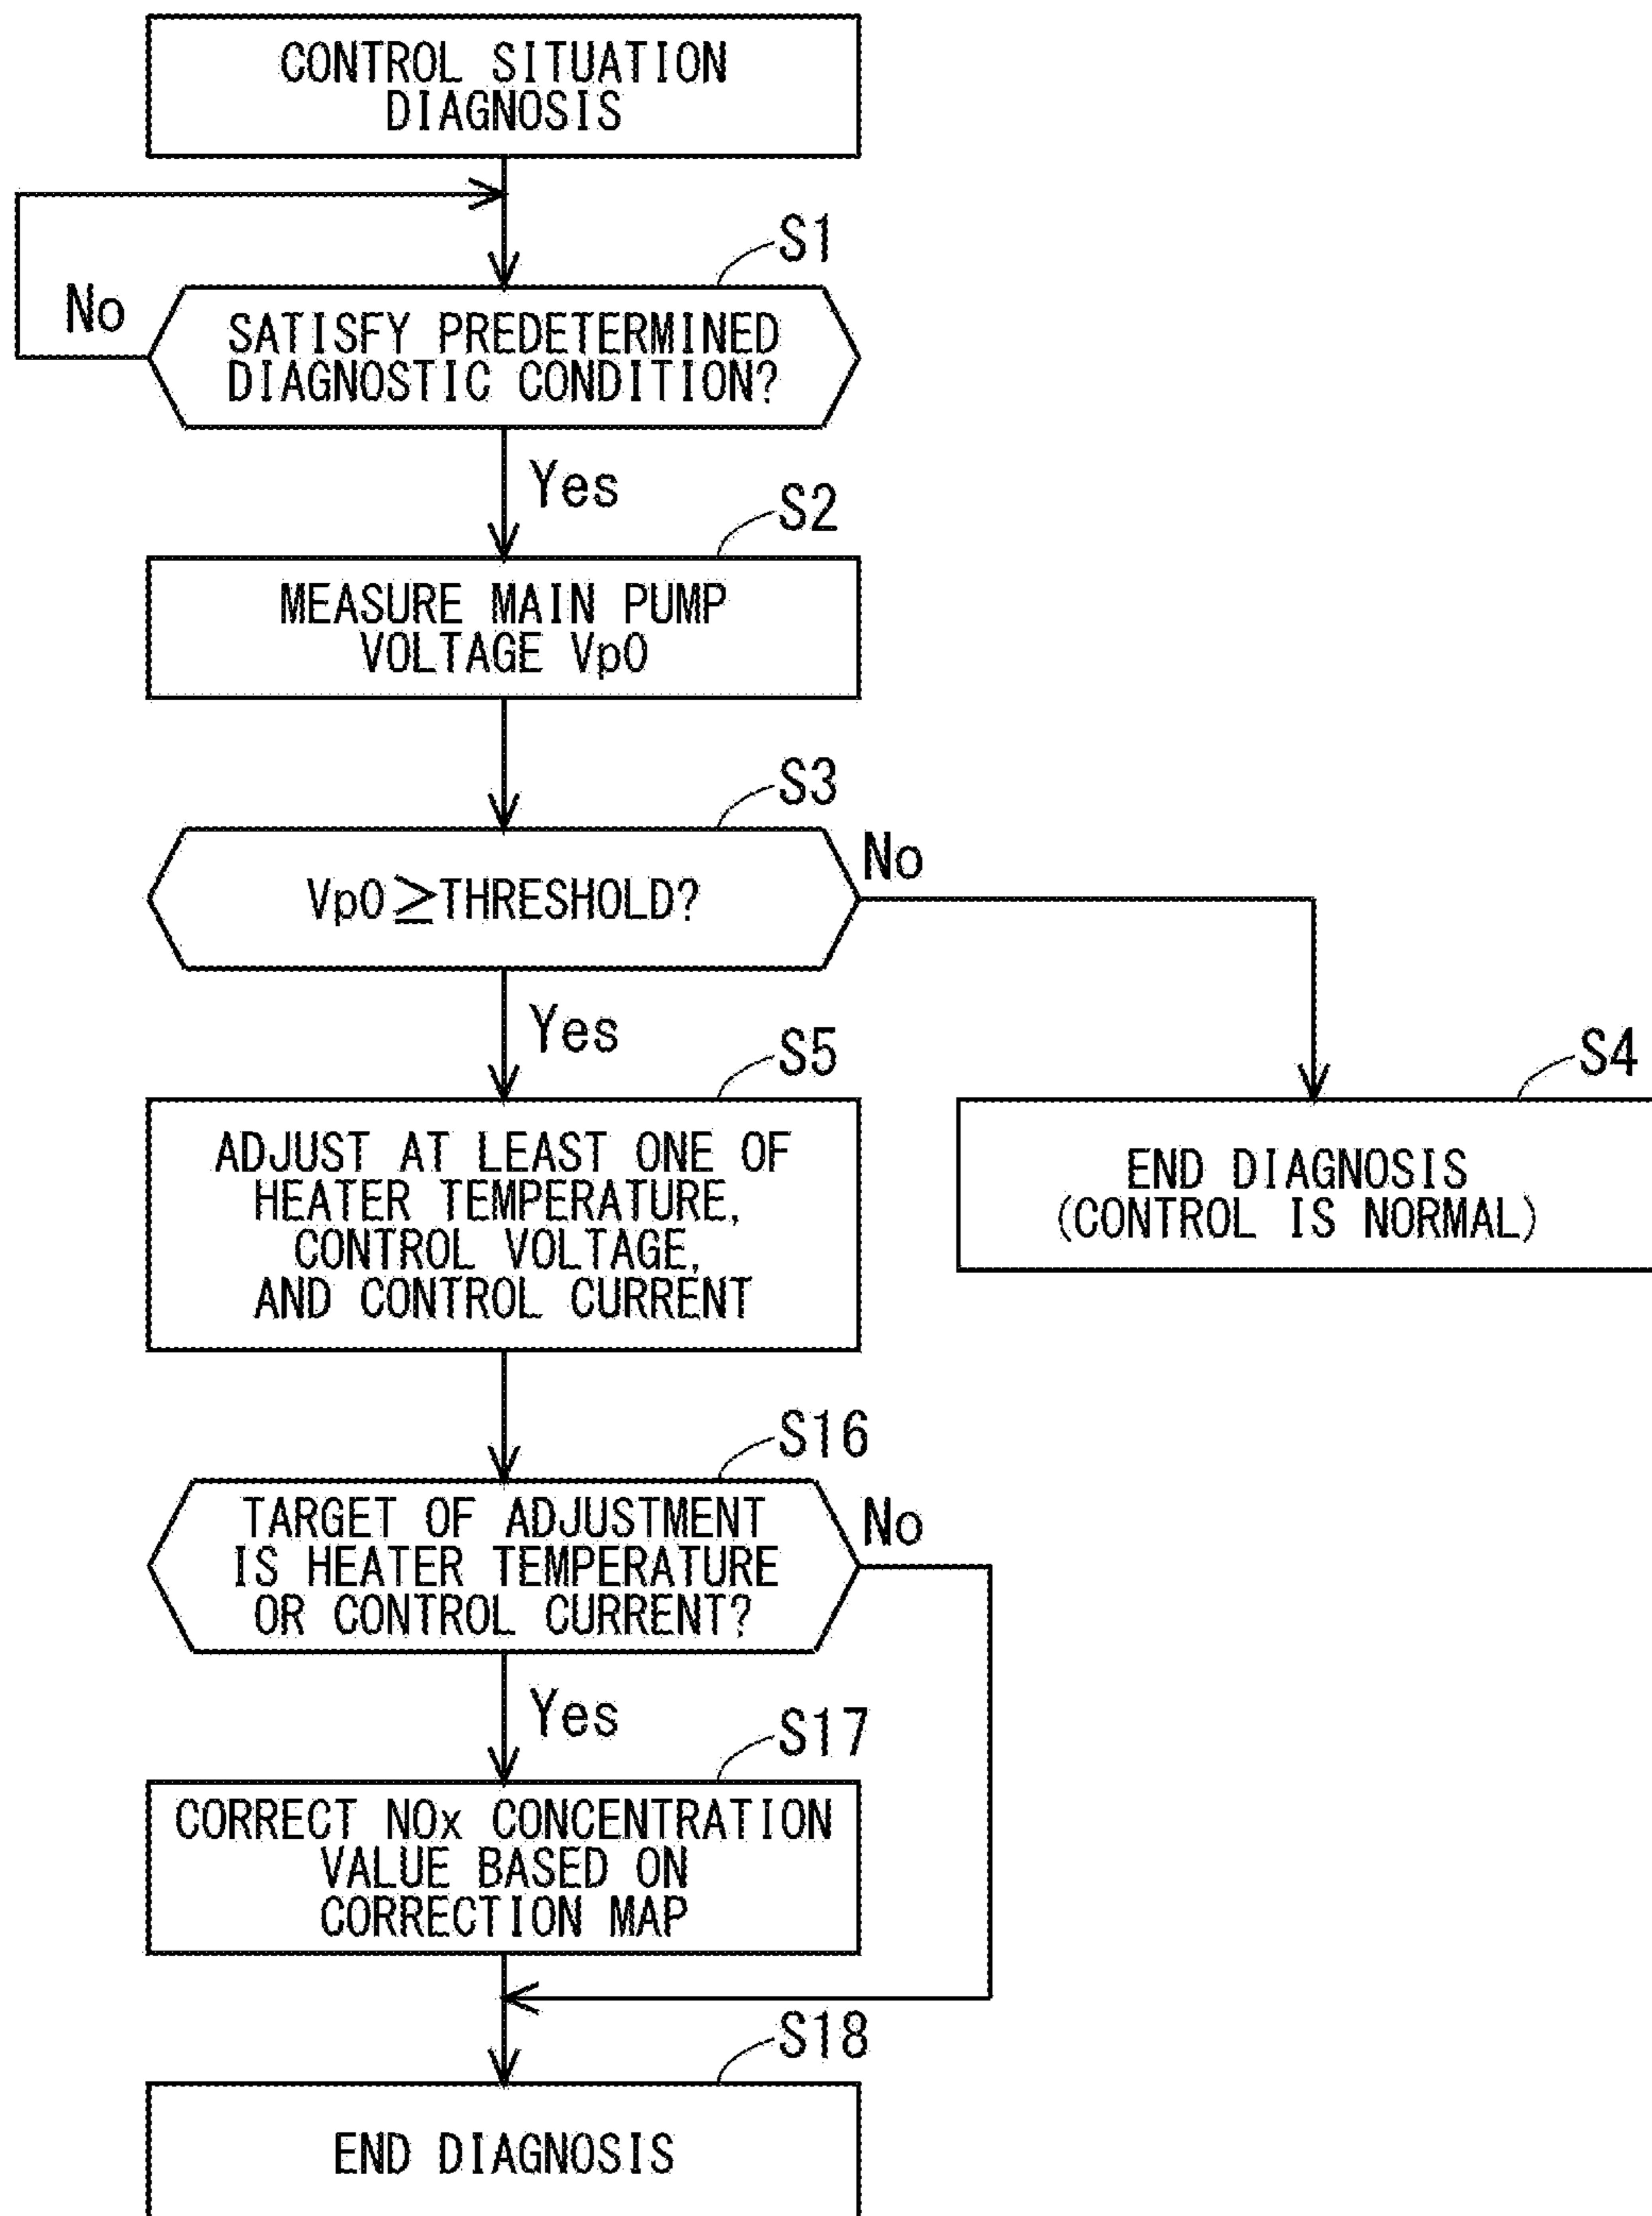 CONTROL SITUATION
DIAGNOSIS
S1
No
SATISFY PREDETERMINED
DIAGNOSTIC CONDITION?
Yes
S2
MEASURE MAIN PUMP
VOLTAGE Vp0
S3
Vp0≧THRESHOLD?
No
Yes
S5
ADJUST AT LEAST ONE OF
HEATER TEMPERATURE,
CONTROL VOLTAGE,
AND CONTROL CURRENT
S4
END DIAGNOSIS
(CONTROL IS NORMAL)
S16
TARGET OF ADJUSTMENT
IS HEATER TEMPERATURE
OR CONTROL CURRENT?
No
Yes
S17
CORRECT NOx CONCENTRATION
VALUE BASED ON
CORRECTION MAP
S18
END DIAGNOSIS